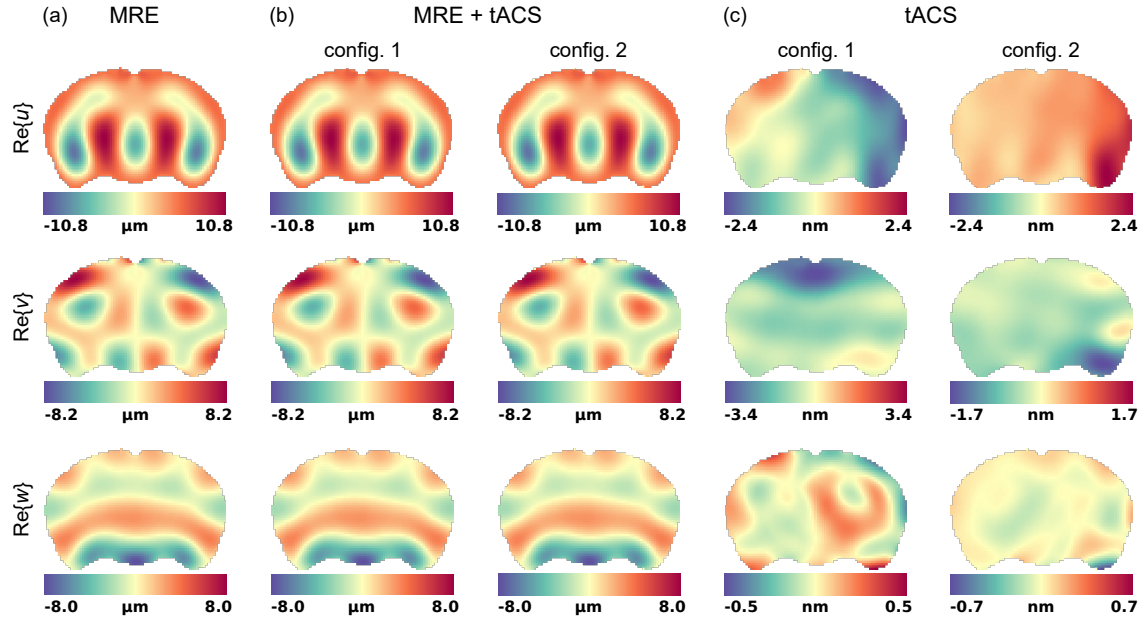 (a) MRE (b) MRE + tACS (c) tACS
config. 1 config. 2 config. 1 config. 2
Re{u}
-10.8 µm 10.8 -10.8 µm 10.8 -10.8 µm 10.8 -2.4 nm 2.4 -2.4 nm 2.4
Re{v}
-8.2 µm 8.2 -8.2 µm 8.2 -8.2 µm 8.2 -3.4 nm 3.4 -1.7 nm 1.7
Re{w}
-8.0 µm 8.0 -8.0 µm 8.0 -8.0 µm 8.0 -0.5 nm 0.5 -0.7 nm 0.7